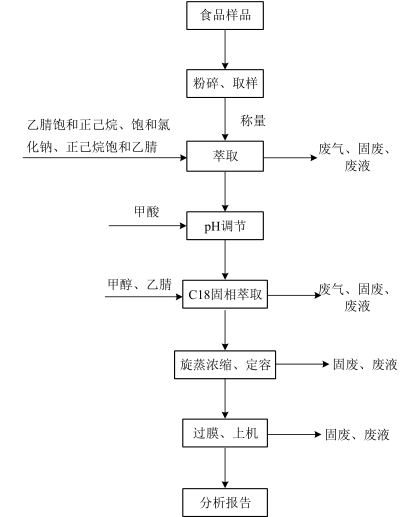 食品样品
粉碎、取样
称量
乙腈饱和正己烷、饱和氯
化钠、正己烷饱和乙腈
萃取
废气、固废、
废液
甲酸
pH调节
甲醇、乙腈
C18固相萃取
废气、固废、
废液
旋蒸浓缩、定容
固废、废液
过膜、上机
固废、废液
分析报告